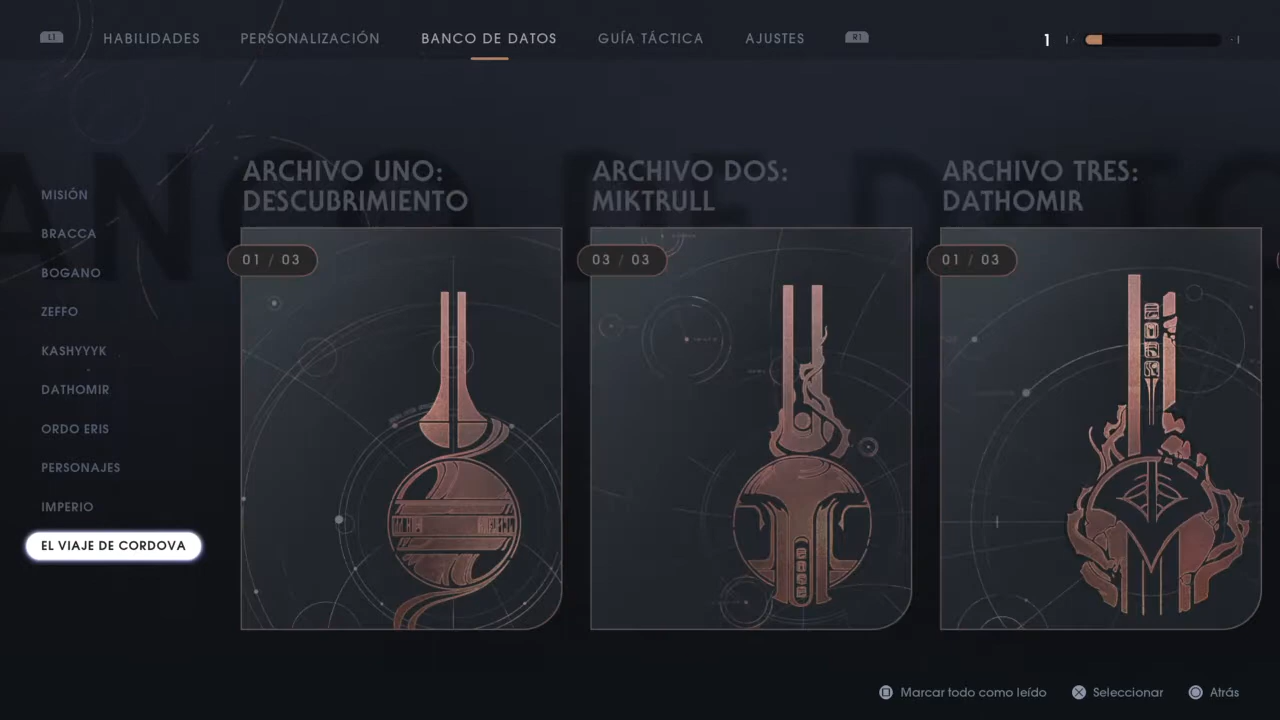 L1
HABILIDADES
PERSONALIZACIÓN
BANCO DE DATOS
GUÍA TÁCTICA
AJUSTES
R1
1
MISIÓN
BRACCA
BOGANO
ZEFFO
KASHYYYK
DATHOMIR
ORDO ERIS
PERSONAJES
IMPERIO
EL VIAJE DE CORDOVA
ARCHIVO UNO:
DESCUBRIMIENTO
01 / 03
ARCHIVO DOS:
MIKTRULL
03 / 03
ARCHIVO TRES:
DATHOMIR
01 / 03
Marcar todo como leído
Seleccionar
Atrás